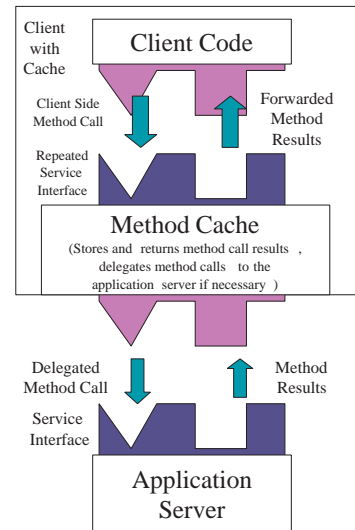 Client
with
Cache
Client Code
Client Side
Method Call
Forwarded
Method
Results
Repeated
Service
Interface
Method Cache
(Stores and returns method call results ,
delegates method calls to the
application server if necessary )
Delegated
Method Call
Method
Results
Service
Interface
Application
Server